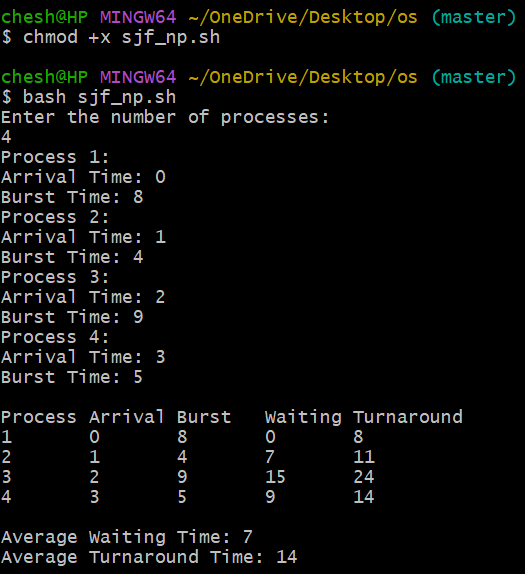 chesh@HP MINGW64 ~/OneDrive/Desktop/os (master)
$ chmod +x sjf_np.sh

chesh@HP MINGW64 ~/OneDrive/Desktop/os (master)
$ bash sjf_np.sh
Enter the number of processes:
4
Process 1:
Arrival Time: 0
Burst Time: 8
Process 2:
Arrival Time: 1
Burst Time: 4
Process 3:
Arrival Time: 2
Burst Time: 9
Process 4:
Arrival Time: 3
Burst Time: 5

Process Arrival Burst   Waiting Turnaround
1       0       8       0       8
2       1       4       7       11
3       2       9       15      24
4       3       5       9       14

Average Waiting Time: 7
Average Turnaround Time: 14